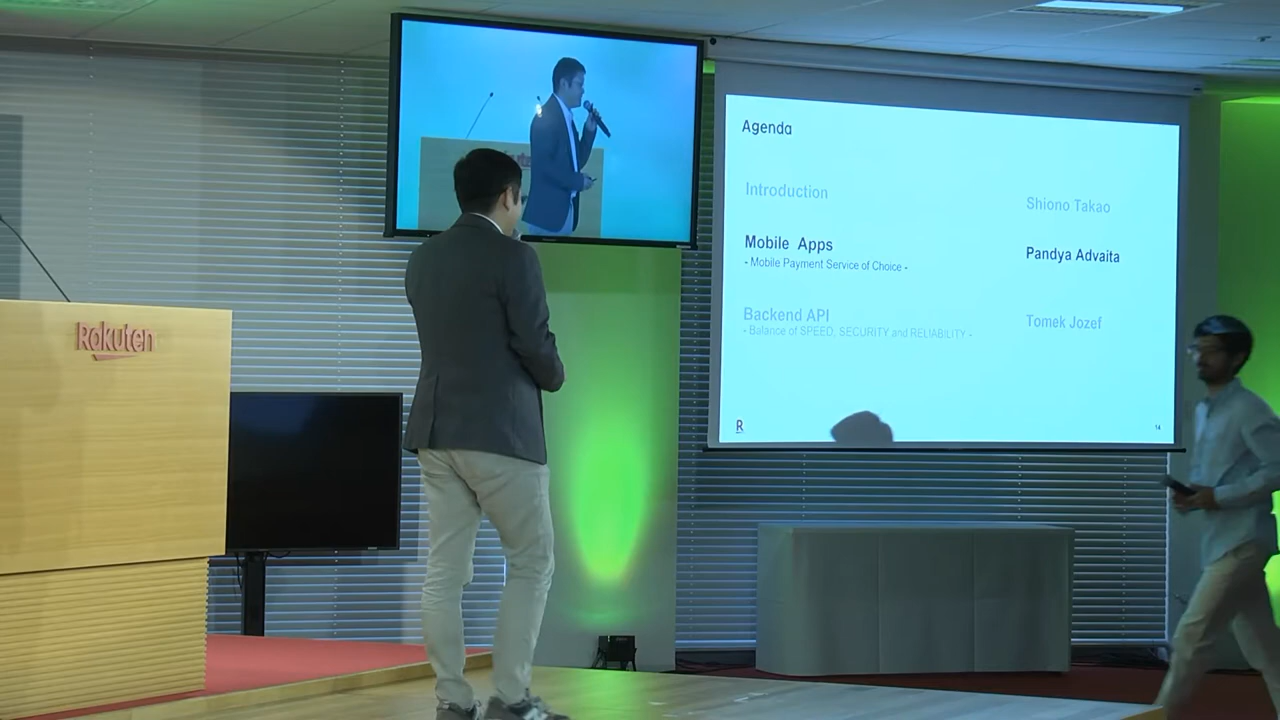 Rakuten
Agenda
Introduction
Shiono Takao
Mobile Apps
- Mobile Payment Service of Choice -
Pandya Advaita
Backend API
- Balance of SPEED, SECURITY and RELIABILITY -
Tomek Jozef
R
14